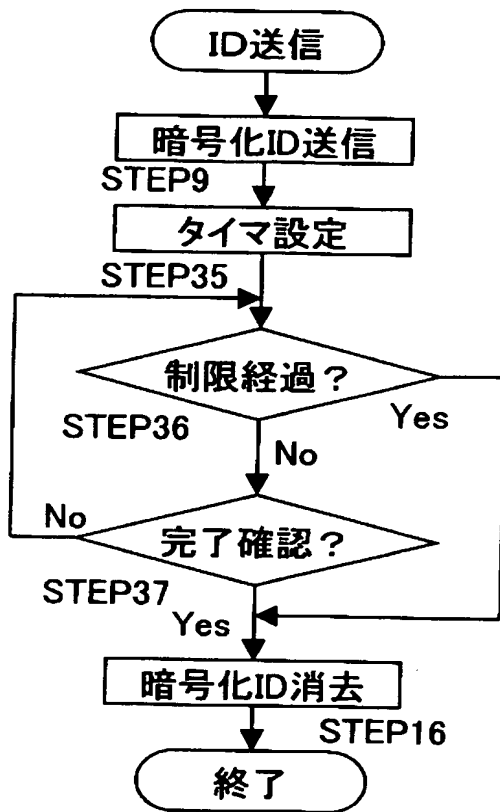 ID送信
暗号化ID送信
STEP9
タイマ設定
STEP35
制限経過?
STEP36
Yes
No
No
完了確認?
STEP37
Yes
暗号化ID消去
STEP16
終了